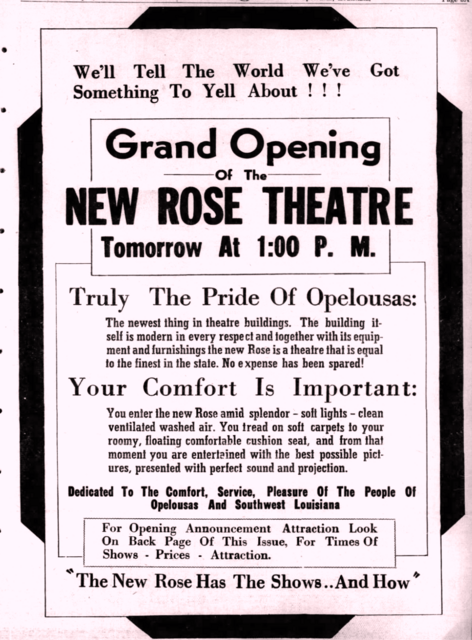 We'll Tell The World We've Got
Something To Yell About ! ! !
Grand Opening
Of The
NEW ROSE THEATRE
Tomorrow At 1:00 P. M.
Truly The Pride Of Opelousas:
The newest thing in theatre buildings. The building it-
self is modern in every respect and together with its equip-
ment and furnishings the new Rose is a theatre that is equal
to the finest in the state. No expense has been spared!
Your Comfort Is Important:
You enter the new Rose amid splendor - soft lights - clean
ventilated washed air. You tread on soft carpets to your
roomy, floating comfortable cushion seat, and from that
moment you are entertained with the best possible pict-
ures, presented with perfect sound and projection.
Dedicated To The Comfort, Service, Pleasure Of The People Of
Opelousas And Southwest Louisiana
For Opening Announcement Attraction Look
On Back Page Of This Issue, For Times Of
Shows - Prices - Attraction.
"The New Rose Has The Shows..And How"